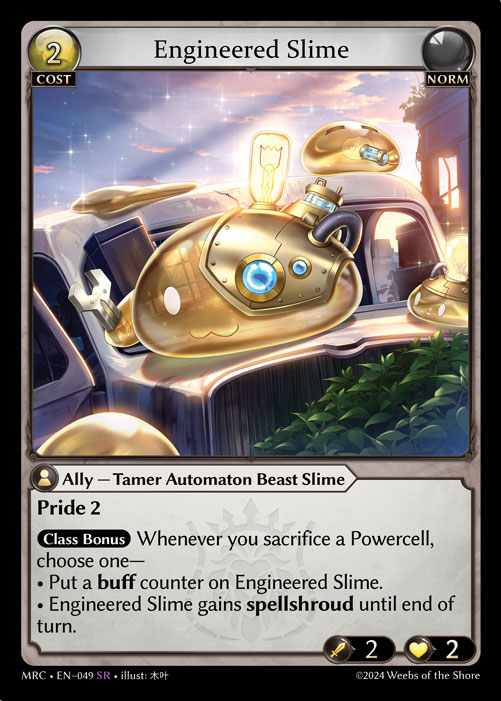 2
Engineered Slime
COST
NORM
Ally — Tamer Automaton Beast Slime
Pride 2
Class Bonus Whenever you sacrifice a Powercell,
choose one—
• Put a buff counter on Engineered Slime.
• Engineered Slime gains spellshroud until end of
turn.
2 2
MRC • EN–049 SR • illust: 木叶
©2024 Weebs of the Shore